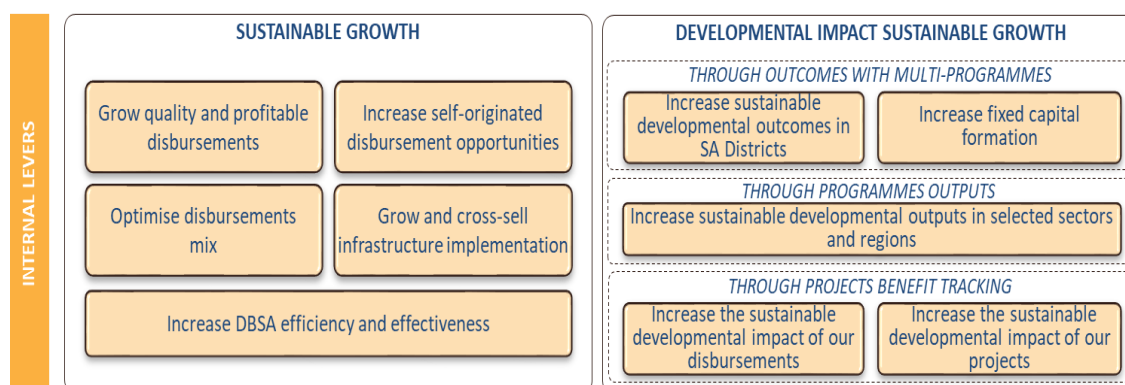 INTERNAL LEVERS
SUSTAINABLE GROWTH
Grow quality and profitable
disbursements
Increase self-originated
disbursement opportunities
Optimise disbursements
mix
Grow and cross-sell
infrastructure implementation
Increase DBSA efficiency and effectiveness
DEVELOPMENTAL IMPACT SUSTAINABLE GROWTH
THROUGH OUTCOMES WITH MULTI-PROGRAMMES
Increase sustainable
developmental outcomes in
SA Districts
Increase fixed capital
formation
THROUGH PROGRAMMES OUTPUTS
Increase sustainable developmental outputs in selected sectors
and regions
THROUGH PROJECTS BENEFIT TRACKING
Increase the sustainable
developmental impact of our
disbursements
Increase the sustainable
developmental impact of our
projects